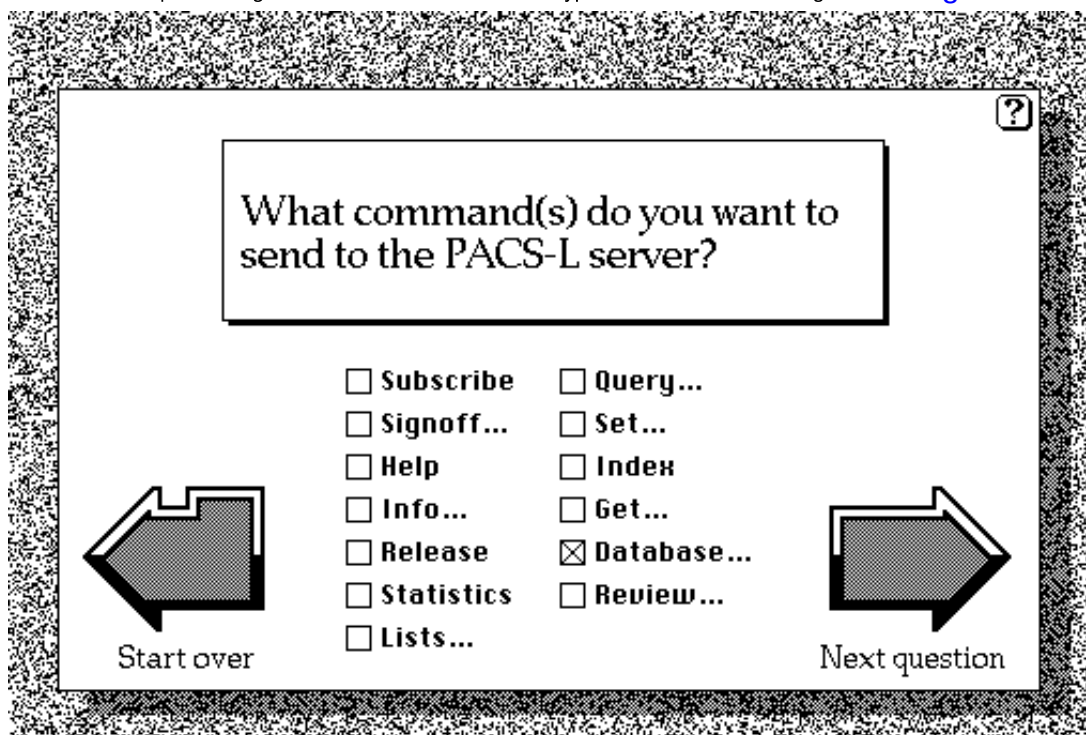 ?
What command(s) do you want to
send to the PACS-L server?
Subscribe
Signoff...
Help
Info...
Release
Statistics
Lists...
Query...
Set...
Index
Get...
Database...
Review...
Start over
Next question